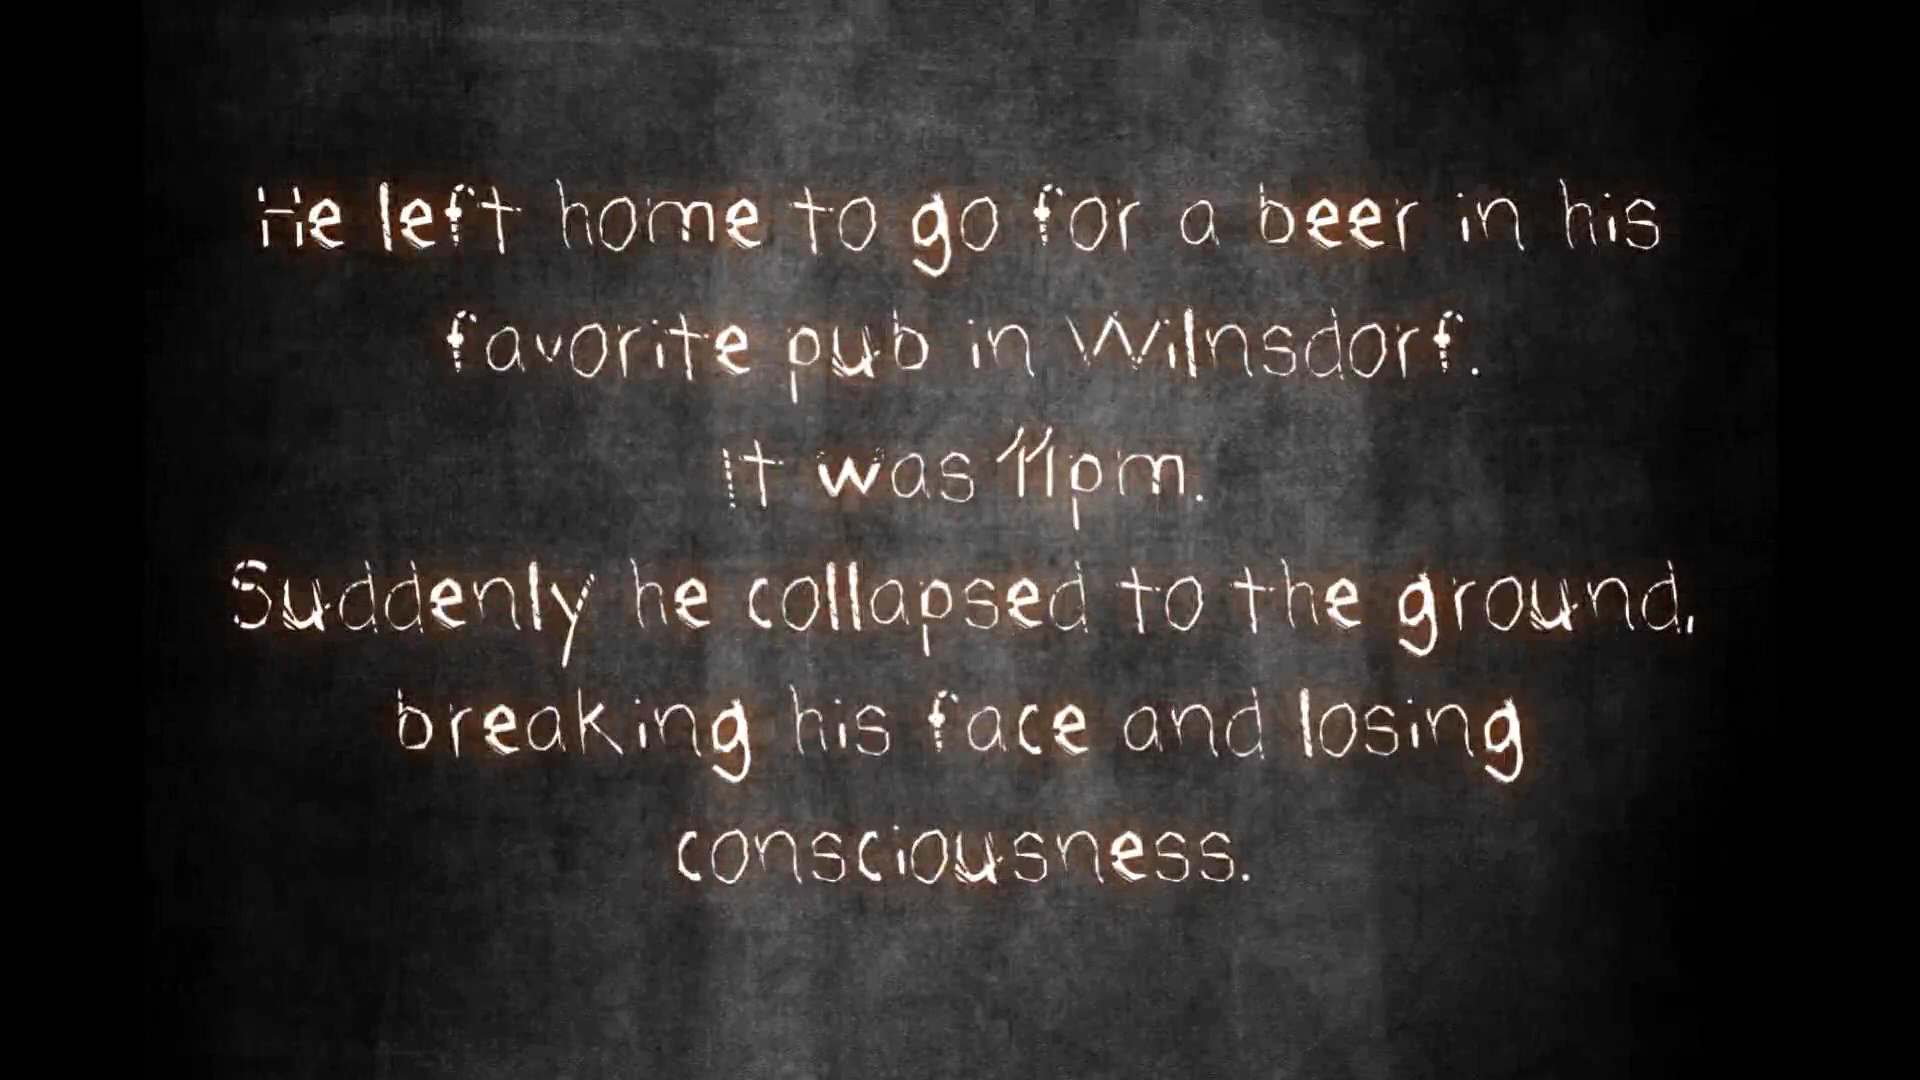 He left home to go for a beer in his
favorite pub in Wilnsdorf.
It was 11pm.
Suddenly he collapsed to the ground,
breaking his face and losing
consciousness.